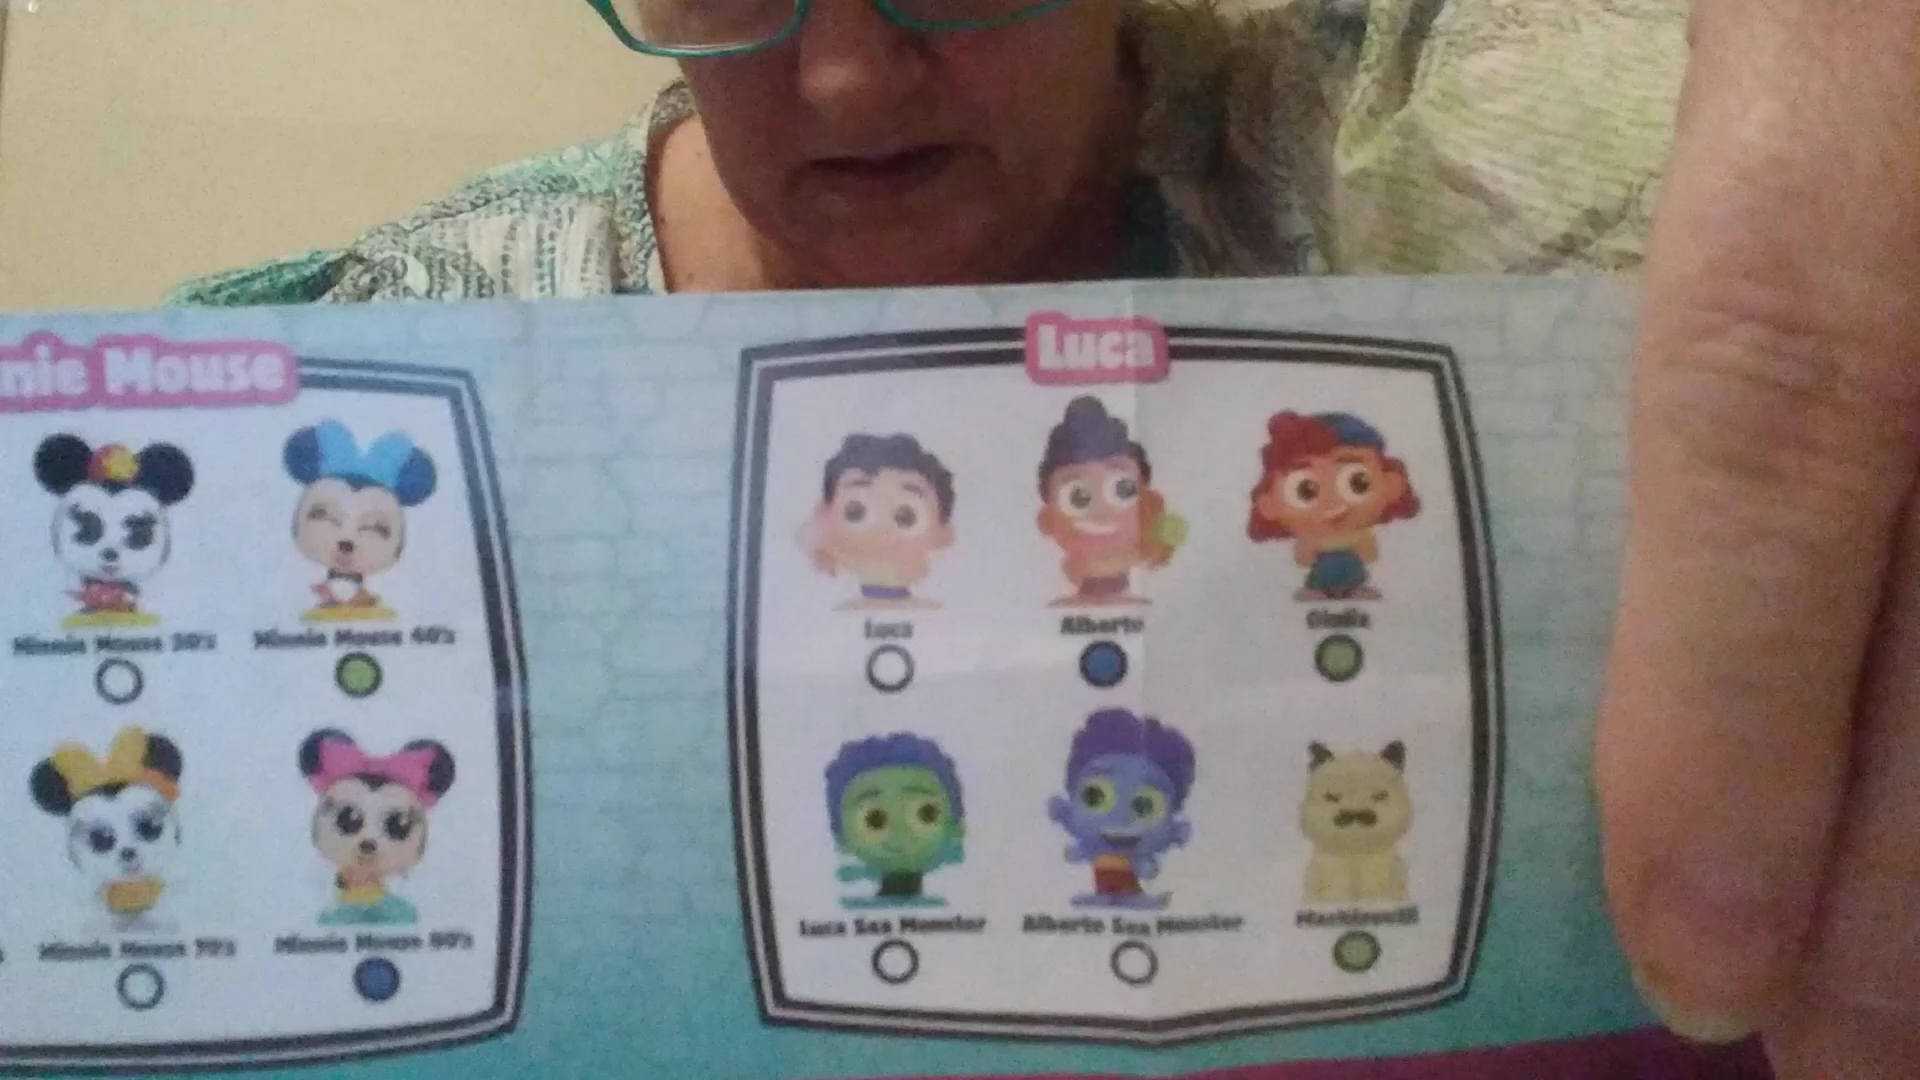 nie Mouse
Minnie Mouse 30's
Minnie Mouse 40's
Minnie Mouse 70's
Minnie Mouse 80's
Luca
Luca
Alberto
Giulia
Luca Sea Monster
Alberto Sea Monster
Machiavelli